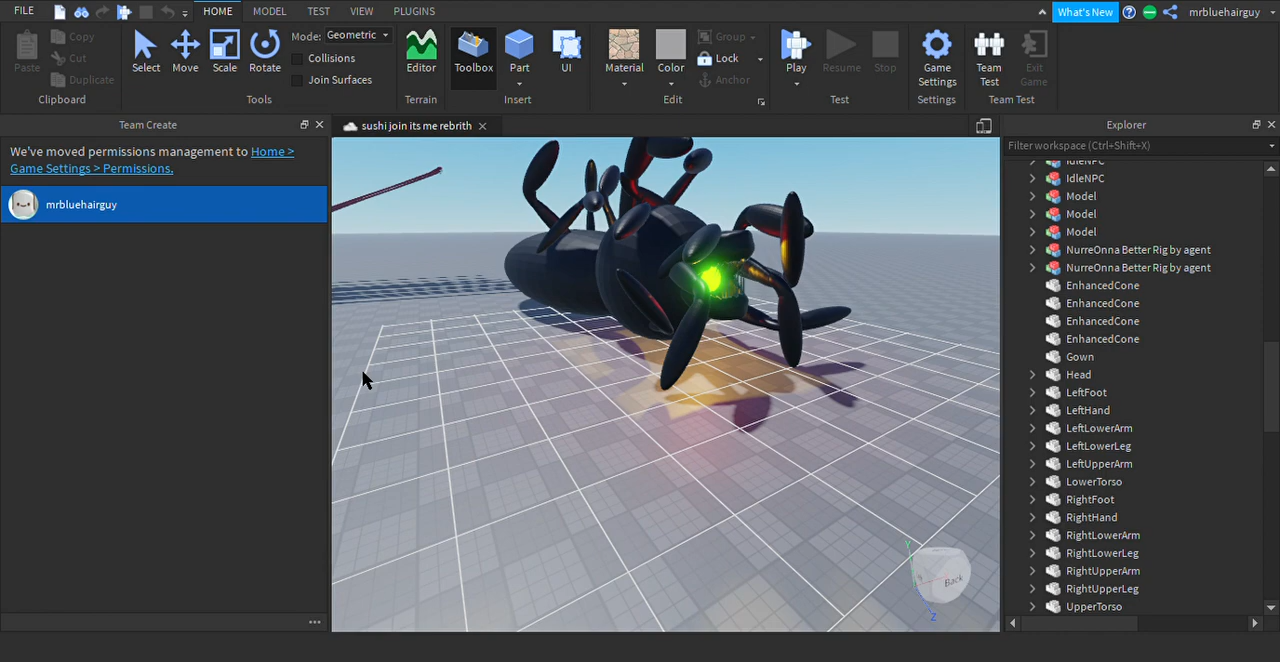 FILE
HOME
MODEL
TEST
VIEW
PLUGINS
What's New
mrbluehairguy
Paste
Copy
Cut
Duplicate
Clipboard
Select
Move
Scale
Rotate
Mode: Geometric
Collisions
Join Surfaces
Tools
Editor
Terrain
Toolbox
Part
UI
Insert
Material
Color
Group
Lock
Anchor
Edit
Play
Resume
Stop
Test
Game
Settings
Settings
Team
Test
Exit
Game
Team Test
Team Create
We've moved permissions management to Home >
Game Settings > Permissions.
mrbluehairguy
sushi join its me rebrith
Y
Back
Z
Explorer
Filter workspace (Ctrl+Shift+X)
IdleNPC
IdleNPC
Model
Model
Model
NurreOnna Better Rig by agent
NurreOnna Better Rig by agent
EnhancedCone
EnhancedCone
EnhancedCone
EnhancedCone
Gown
Head
LeftFoot
LeftHand
LeftLowerArm
LeftLowerLeg
LeftUpperArm
LowerTorso
RightFoot
RightHand
RightLowerArm
RightLowerLeg
RightUpperArm
RightUpperLeg
UpperTorso